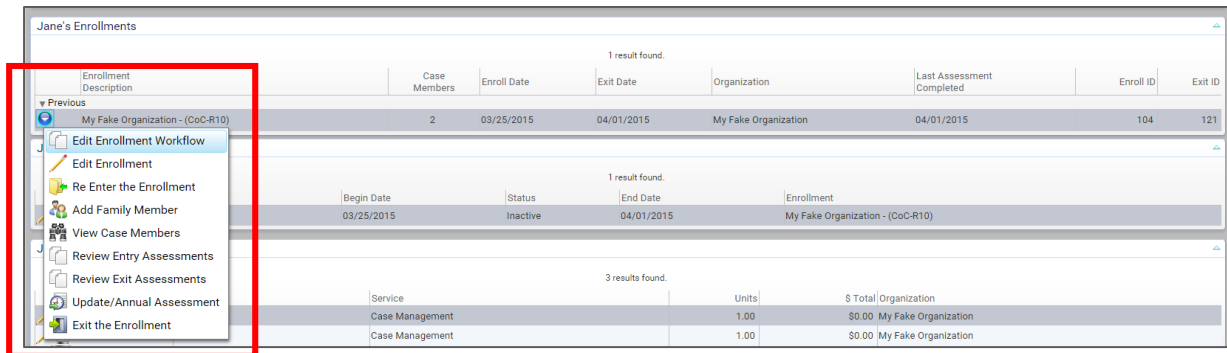 Jane's Enrollments
1 result found.
Enrollment Description Case Members Enroll Date Exit Date Organization Last Assessment Completed Enroll ID Exit ID
Previous
My Fake Organization - (CoC-R10) 2 03/25/2015 04/01/2015 My Fake Organization 04/01/2015 104 121
Edit Enrollment Workflow
Edit Enrollment
Re Enter the Enrollment
Add Family Member
View Case Members
Review Entry Assessments
Review Exit Assessments
Update/Annual Assessment
Exit the Enrollment
J
1 result found.
Begin Date Status End Date Enrollment
03/25/2015 Inactive 04/01/2015 My Fake Organization - (CoC-R10)
J
3 results found.
Service Units $ Total Organization
Case Management 1.00 $0.00 My Fake Organization
Case Management 1.00 $0.00 My Fake Organization